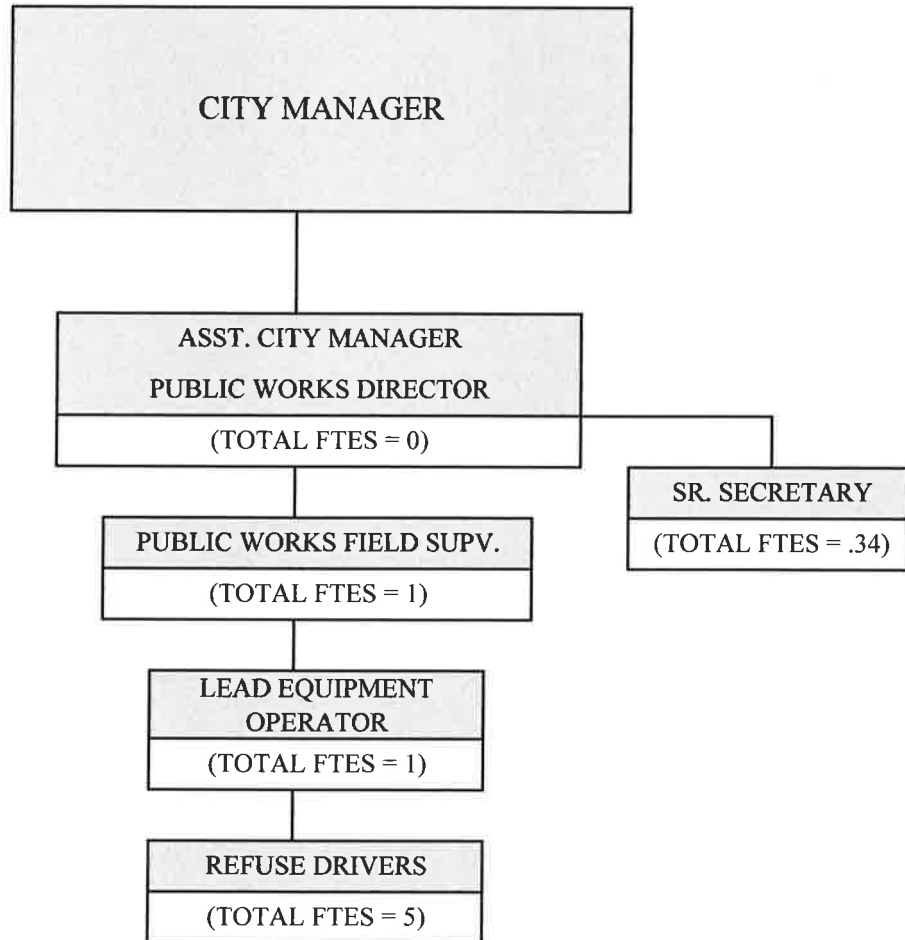 CITY MANAGER
ASST. CITY MANAGER
PUBLIC WORKS DIRECTOR
(TOTAL FTES = 0)
SR. SECRETARY
(TOTAL FTES = .34)
PUBLIC WORKS FIELD SUPV.
(TOTAL FTES = 1)
LEAD EQUIPMENT
OPERATOR
(TOTAL FTES = 1)
REFUSE DRIVERS
(TOTAL FTES = 5)